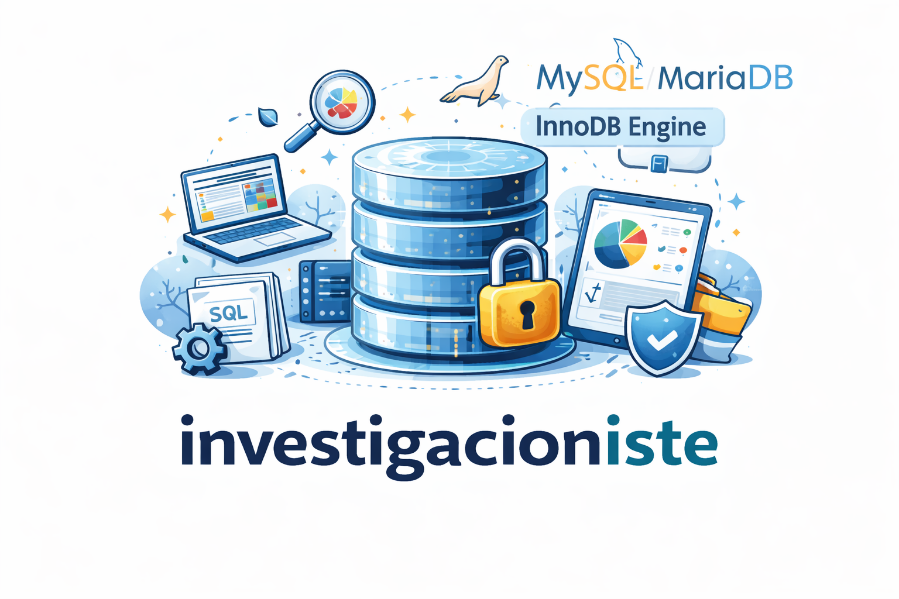 MySQL/MariaDB
InnoDB Engine
SQL
investigacioniste